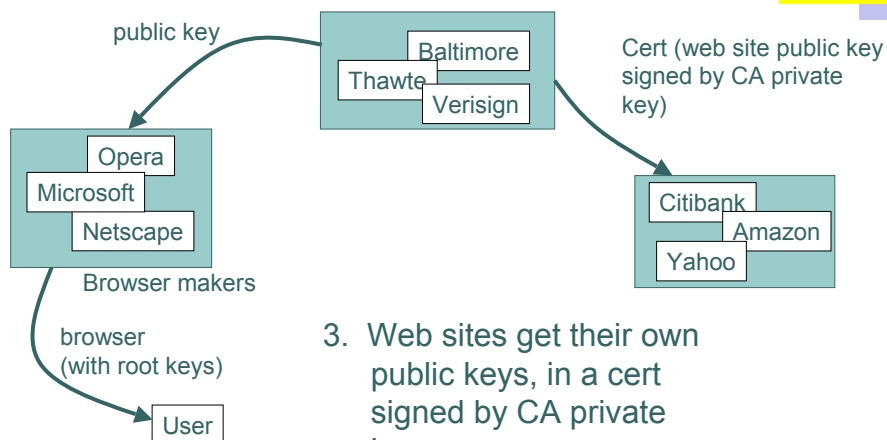 public key
Baltimore
Thawte
Verisign
Cert (web site public key
signed by CA private
key)
Opera
Microsoft
Netscape
Browser makers
Citibank
Amazon
Yahoo
browser
(with root keys)
User
3. Web sites get their own
public keys, in a cert
signed by CA private